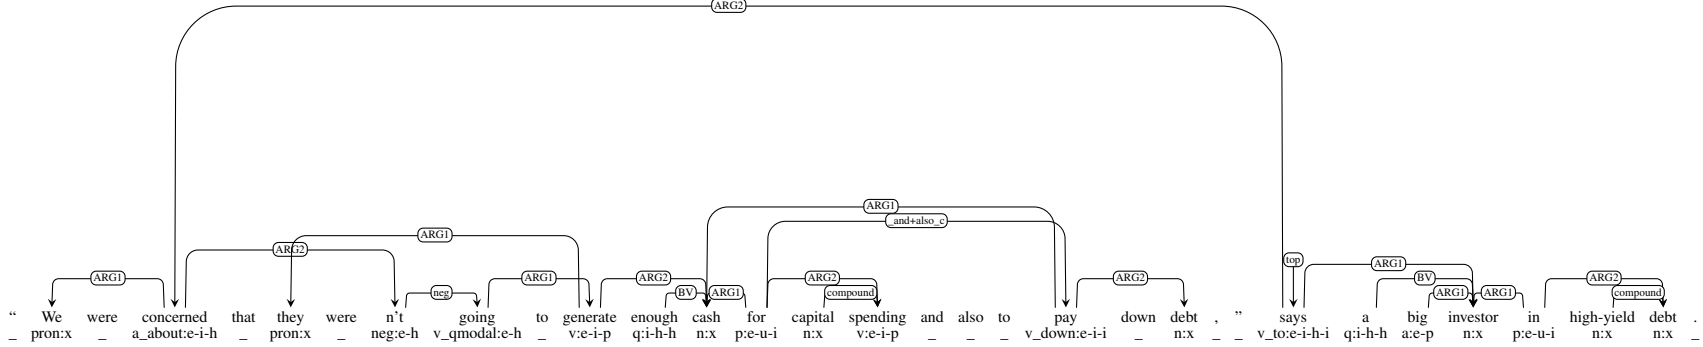 ARG2
ARG1
_and+also_c
ARG1
ARG2
top
ARG1
ARG1 ARG1 ARG2 ARG2 BV ARG2
neg BV ARG1 compound ARG1 ARG1 compound
“ We were concerned that they were n't going to generate enough cash for capital spending and also to pay down debt , ” says a big investor in high-yield debt .
_ pron:x _ a_about:e-i-h _ pron:x _ neg:e-h v_qmodal:e-h _ v:e-i-p q:i-h-h n:x p:e-u-i n:x v:e-i-p _ _ _ v_down:e-i-i _ n:x _ _ v_to:e-i-h-i q:i-h-h a:e-p n:x p:e-u-i n:x n:x _